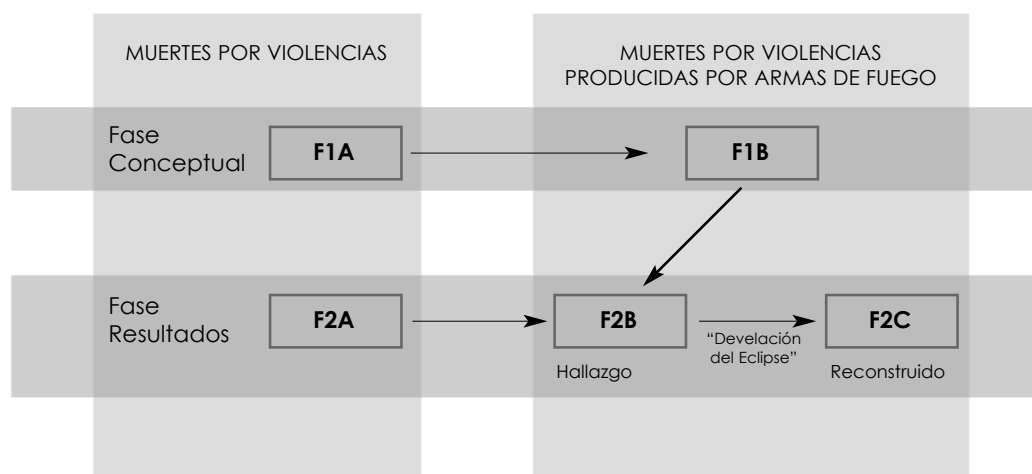 MUERTES POR VIOLENCIAS
MUERTES POR VIOLENCIAS
PRODUCIDAS POR ARMAS DE FUEGO
Fase
Conceptual
F1A
F1B
Fase
Resultados
F2A
F2B
F2C
“Develación
del Eclipse”
Hallazgo
Reconstruido